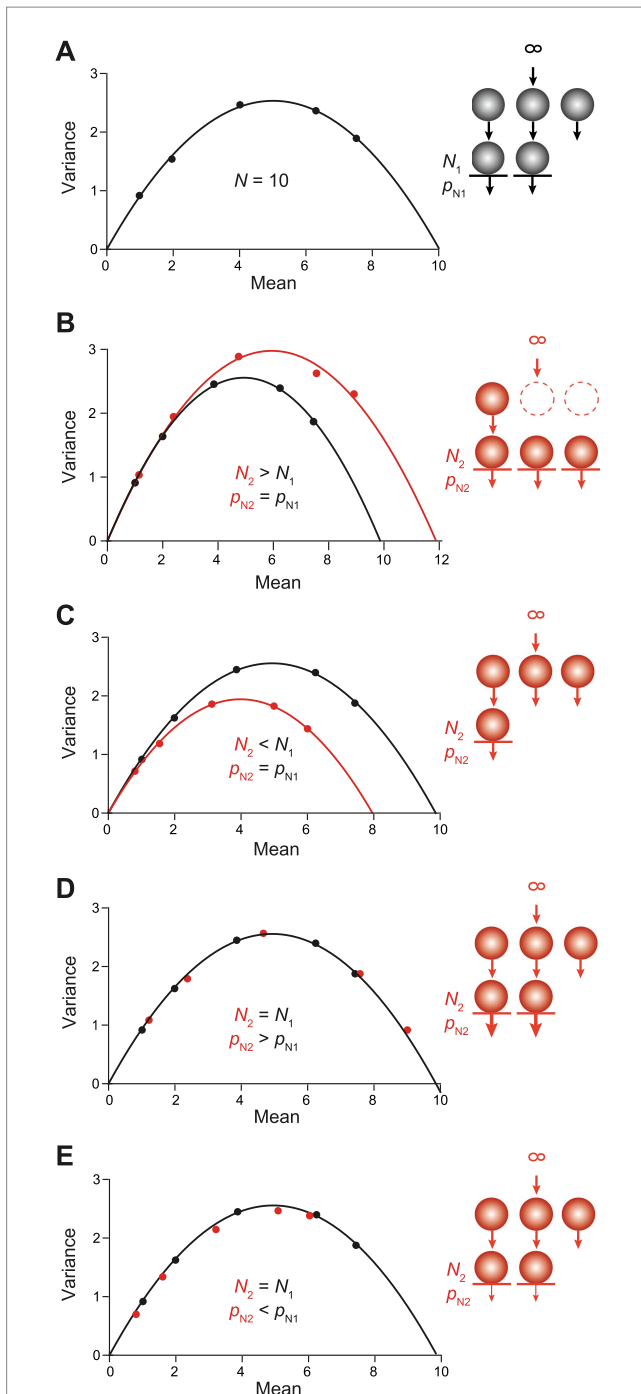 A
∞
3
2
1
0
Variance
N = 10
N1
pN1
0 2 4 6 8 10
Mean
B
∞
3
2
1
0
Variance
N2 > N1
pN2 = pN1
N2
pN2
0 2 4 6 8 10 12
Mean
C
∞
3
2
1
0
Variance
N2 < N1
pN2 = pN1
N2
pN2
0 2 4 6 8 10
Mean
D
∞
3
2
1
0
Variance
N2 = N1
pN2 > pN1
N2
pN2
0 2 4 6 8 10
Mean
E
∞
3
2
1
0
Variance
N2 = N1
pN2 < pN1
N2
pN2
0 2 4 6 8 10
Mean